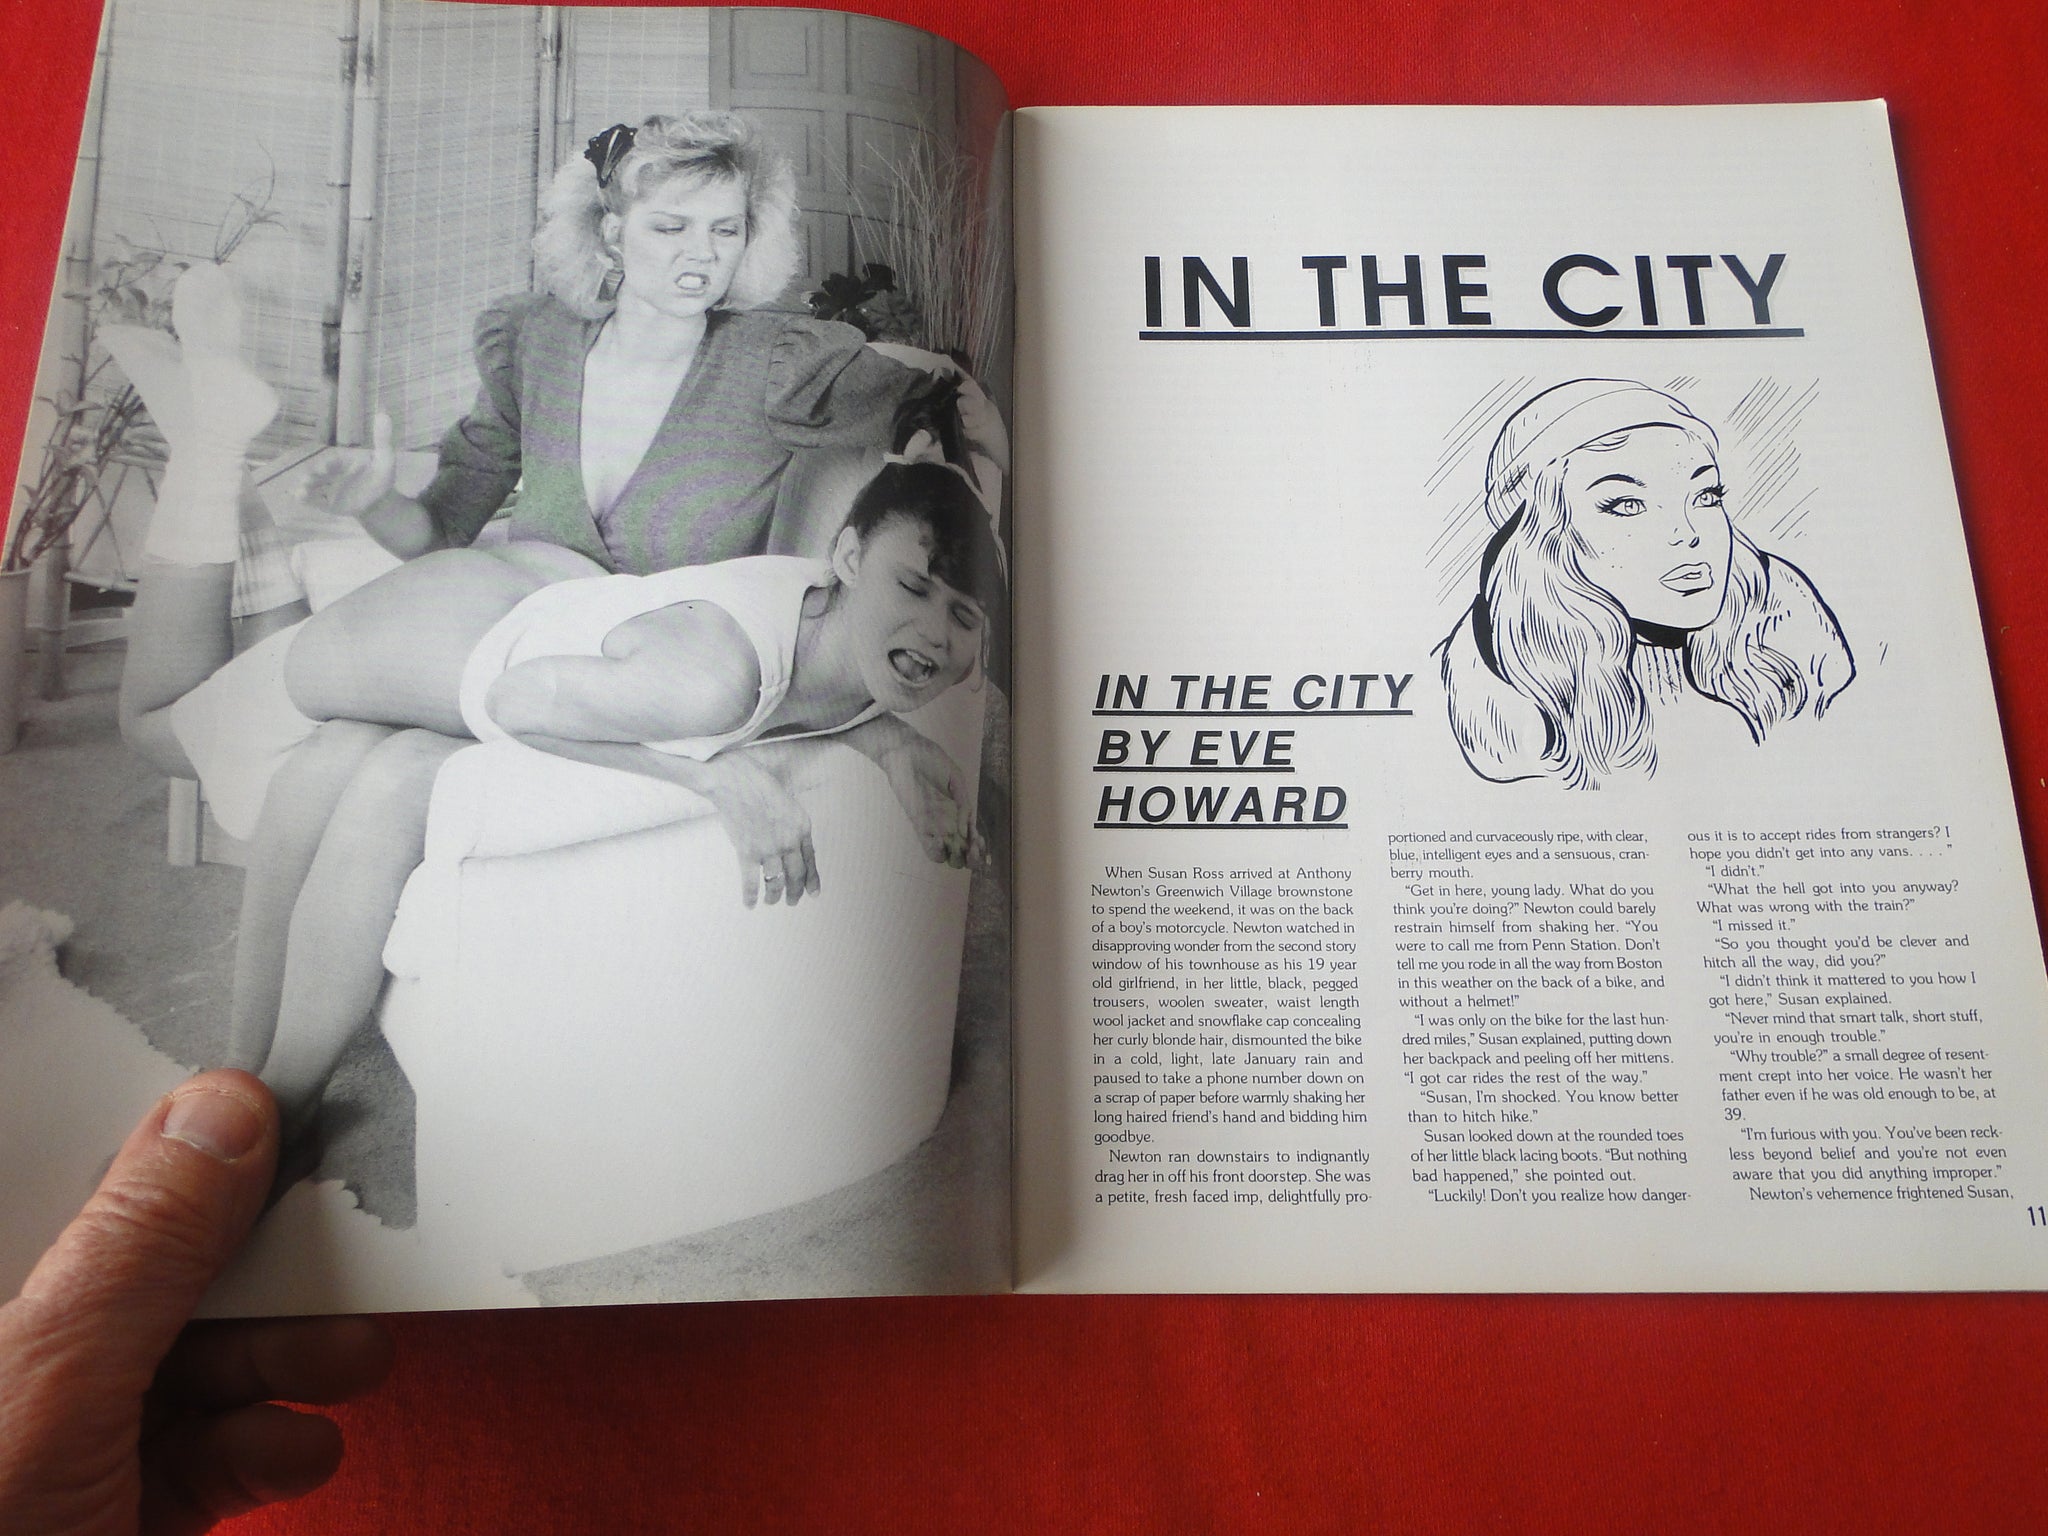 IN THE CITY
IN THE CITY
BY EVE
HOWARD
When Susan Ross arrived at Anthony
Newton's Greenwich Village brownstone
to spend the weekend, it was on the back
of a boy's motorcycle. Newton watched in
disapproving wonder from the second story
window of his townhouse as his 19 year
old girlfriend, in her little, black, pegged
trousers, woolen sweater, waist length
wool jacket and snowflake cap concealing
her curly blonde hair, dismounted the bike
in a cold, light, late January rain and
paused to take a phone number down on
a scrap of paper before warmly shaking her
long haired friend's hand and bidding him
goodbye.
Newton ran downstairs to indignantly
drag her in off his front doorstep. She was
a petite, fresh faced imp, delightfully pro-
portioned and curvaceously ripe, with clear,
blue, intelligent eyes and a sensuous, cran-
berry mouth.
"Get in here, young lady. What do you
think you're doing?" Newton could barely
restrain himself from shaking her. "You
were to call me from Penn Station. Don't
tell me you rode in all the way from Boston
in this weather on the back of a bike, and
without a helmet!"
"I was only on the bike for the last hun-
dred miles," Susan explained, putting down
her backpack and peeling off her mittens.
"I got car rides the rest of the way."
"Susan, I'm shocked. You know better
than to hitch hike."
Susan looked down at the rounded toes
of her little black lacing boots. "But nothing
bad happened," she pointed out.
"Luckily! Don't you realize how danger-
ous it is to accept rides from strangers? I
hope you didn't get into any vans. . . ."
"I didn't."
"What the hell got into you anyway?
What was wrong with the train?"
"I missed it."
"So you thought you'd be clever and
hitch all the way, did you?"
"I didn't think it mattered to you how I
got here," Susan explained.
"Never mind that smart talk, short stuff,
you're in enough trouble."
"Why trouble?" a small degree of resent-
ment crept into her voice. He wasn't her
father even if he was old enough to be, at
39.
"I'm furious with you. You've been reck-
less beyond belief and you're not even
aware that you did anything improper."
Newton's vehemence frightened Susan,
11